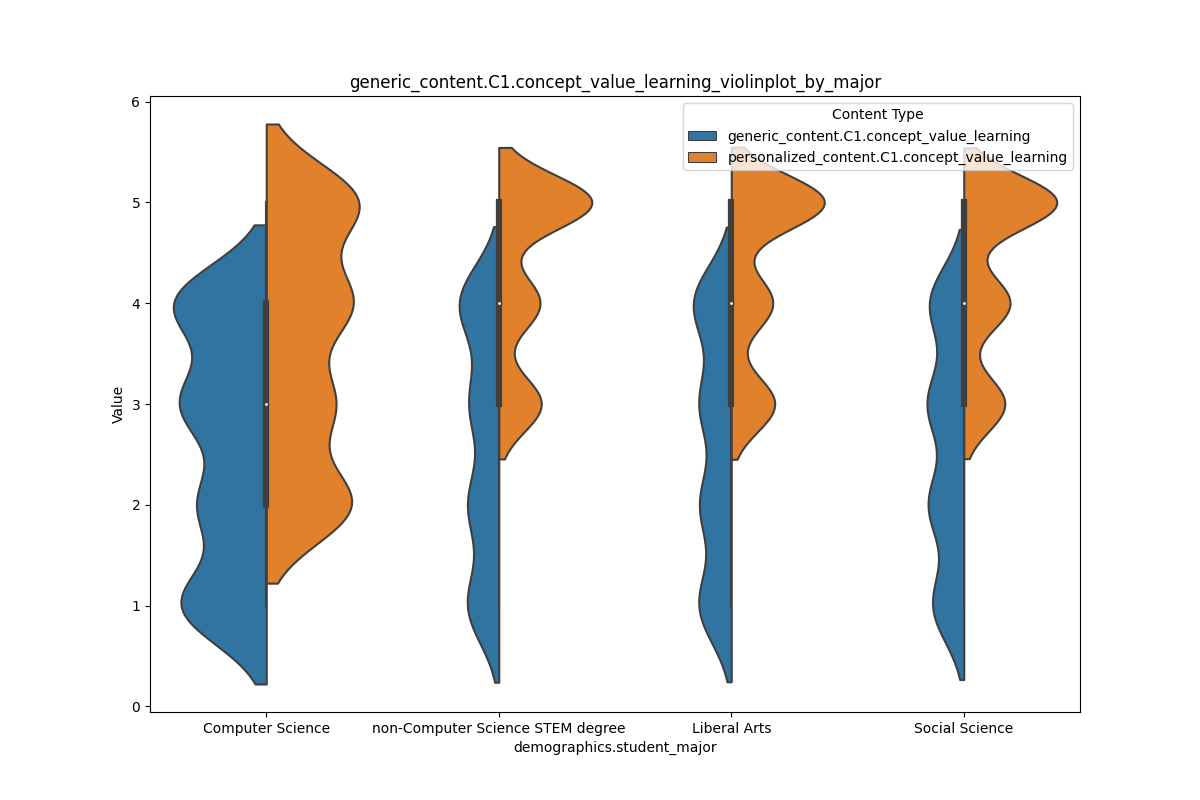 generic_content.C1.concept_value_learning_violinplot_by_major
Content Type
generic_content.C1.concept_value_learning
personalized_content.C1.concept_value_learning
6
5
4
3
2
1
0
Value
Computer Science
non-Computer Science STEM degree
Liberal Arts
Social Science
demographics.student_major